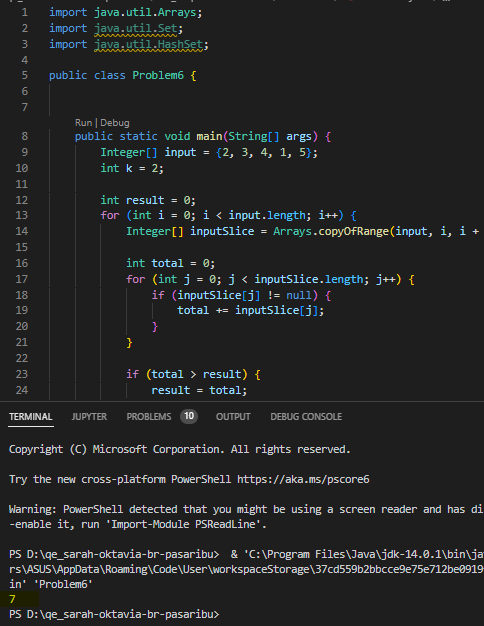 1 import java.util.Arrays;
2 import java.util.Set;
3 import java.util.HashSet;
4
5 public class Problem6 {
6
7
Run | Debug
8 public static void main(String[] args) {
9 Integer[] input = {2, 3, 4, 1, 5};
10 int k = 2;
11
12 int result = 0;
13 for (int i = 0; i < input.length; i++) {
14 Integer[] inputSlice = Arrays.copyOfRange(input, i, i +
15
16 int total = 0;
17 for (int j = 0; j < inputSlice.length; j++) {
18 if (inputSlice[j] != null) {
19 total += inputSlice[j];
20 }
21 }
22
23 if (total > result) {
24 result = total;
TERMINAL JUPYTER PROBLEMS 10 OUTPUT DEBUG CONSOLE
Copyright (C) Microsoft Corporation. All rights reserved.
Try the new cross-platform PowerShell https://aka.ms/pscore6
Warning: PowerShell detected that you might be using a screen reader and has di
-enable it, run 'Import-Module PSReadLine'.
PS D:\qe_sarah-oktavia-br-pasaribu> & 'C:\Program Files\Java\jdk-14.0.1\bin\jav
rs\ASUS\AppData\Roaming\Code\User\workspaceStorage\37cd559b2bbcce9e75e712be0919
in' 'Problem6'
7
PS D:\qe_sarah-oktavia-br-pasaribu>